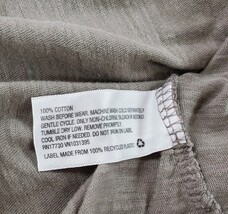 100% COTTON
WASH BEFORE WEAR. MACHINE WASH COLD SEPARATELY
GENTLE CYCLE. ONLY NON-CHLORINE BLEACH IF NEEDED
TUMBLE DRY LOW. REMOVE PROMPTLY.
COOL IRON IF NEEDED. DO NOT IRON ON LABEL
RN17730 VN1031395
LABEL MADE FROM 100% RECYCLED PLASTIC